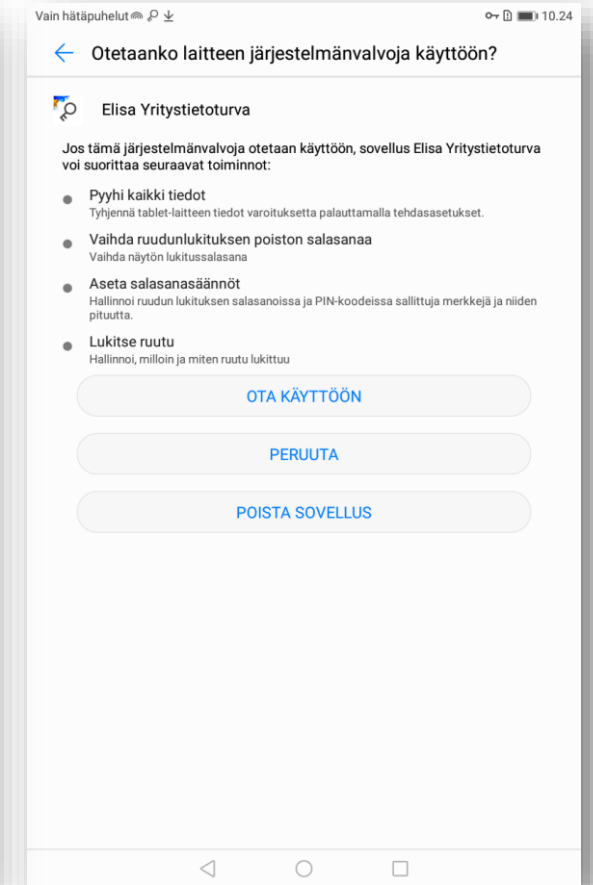 Vain hätäpuhelut 10.24
Otetaanko laitteen järjestelmänvalvoja käyttöön?
Elisa Yritystietoturva
Jos tämä järjestelmänvalvoja otetaan käyttöön, sovellus Elisa Yritystietoturva
voi suorittaa seuraavat toiminnot:
Pyyhi kaikki tiedot
Tyhjennä tablet-laitteen tiedot varoituksetta palauttamalla tehdasasetukset.
Vaihda ruudunlukituksen poiston salasanaa
Vaihda näytön lukitussalasana
Aseta salasanasäännöt
Hallinnoi ruudun lukituksen salasanoissa ja PIN-koodeissa sallittuja merkkejä ja niiden
pituutta.
Lukitse ruutu
Hallinnoi, milloin ja miten ruutu lukittuu
OTA KÄYTTÖÖN
PERUUTA
POISTA SOVELLUS